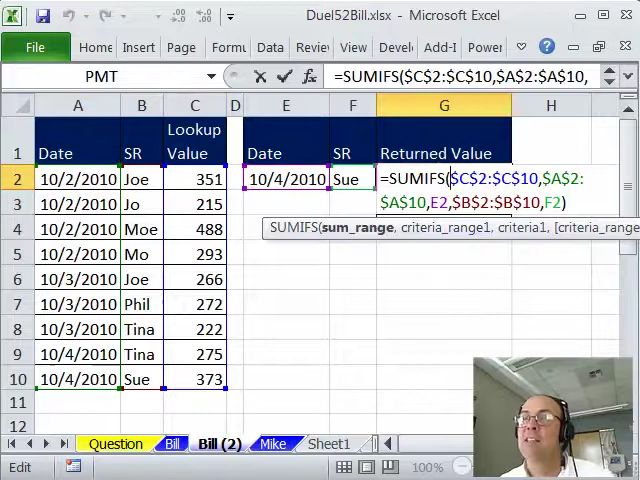 Duel52Bill.xlsx - Microsoft Excel
File Home Insert Page Formu Data Revie Devel Add-I Power
PMT =SUMIFS($C$2:$C$10,$A$2:$A$10,
A B C D E F G H
1 Date SR Lookup Value Date SR Returned Value
2 10/2/2010 Joe 351 10/4/2010 Sue =SUMIFS($C$2:$C$10,$A$2:
3 10/2/2010 Jo 215 $A$10,E2,$B$2:$B$10,F2)
4 10/2/2010 Moe 488 SUMIFS(sum_range, criteria_range1, criteria1, [criteria_range
5 10/2/2010 Mo 293
6 10/3/2010 Joe 266
7 10/3/2010 Phil 272
8 10/3/2010 Tina 222
9 10/4/2010 Tina 275
10 10/4/2010 Sue 373
11
12
Question Bill Bill (2) Mike Sheet1
Edit 100%